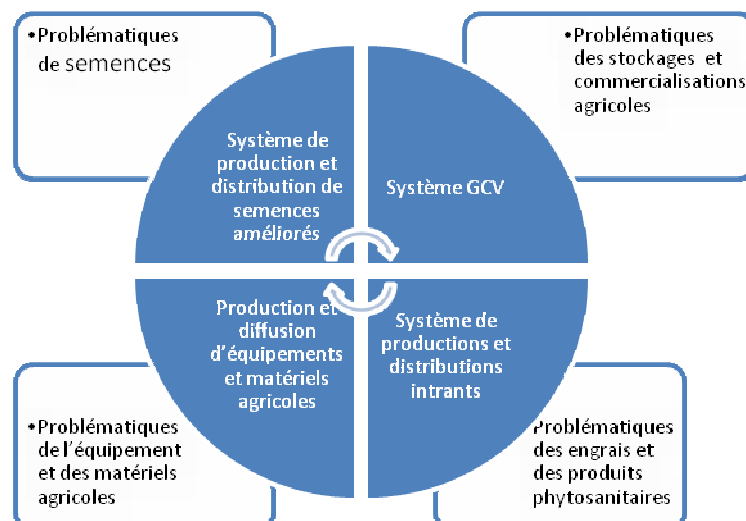 •Problématiques
de semences
•Problématiques
des stockages et
commercialisations
agricoles
Système de
production et
distribution de
semences
améliorés
Système GCV
Production et
diffusion
d'équipements
et matériels
agricoles
Système de
productions et
distributions
intrants
•Problématiques
de l'équipement
et des matériels
agricoles
Problématiques
des engrais et
des produits
phytosanitaires